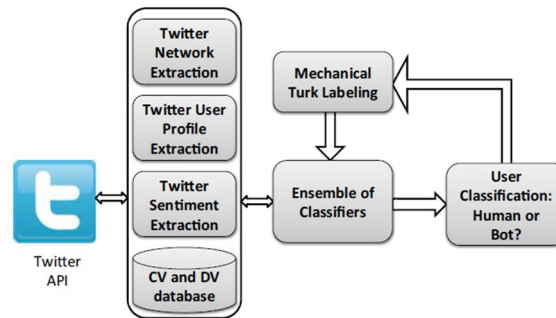 Twitter
Network
Extraction
Twitter User
Profile
Extraction
Twitter
Sentiment
Extraction
CV and DV
database
Twitter
API
Mechanical
Turk Labeling
Ensemble of
Classifiers
User
Classification:
Human or
Bot?